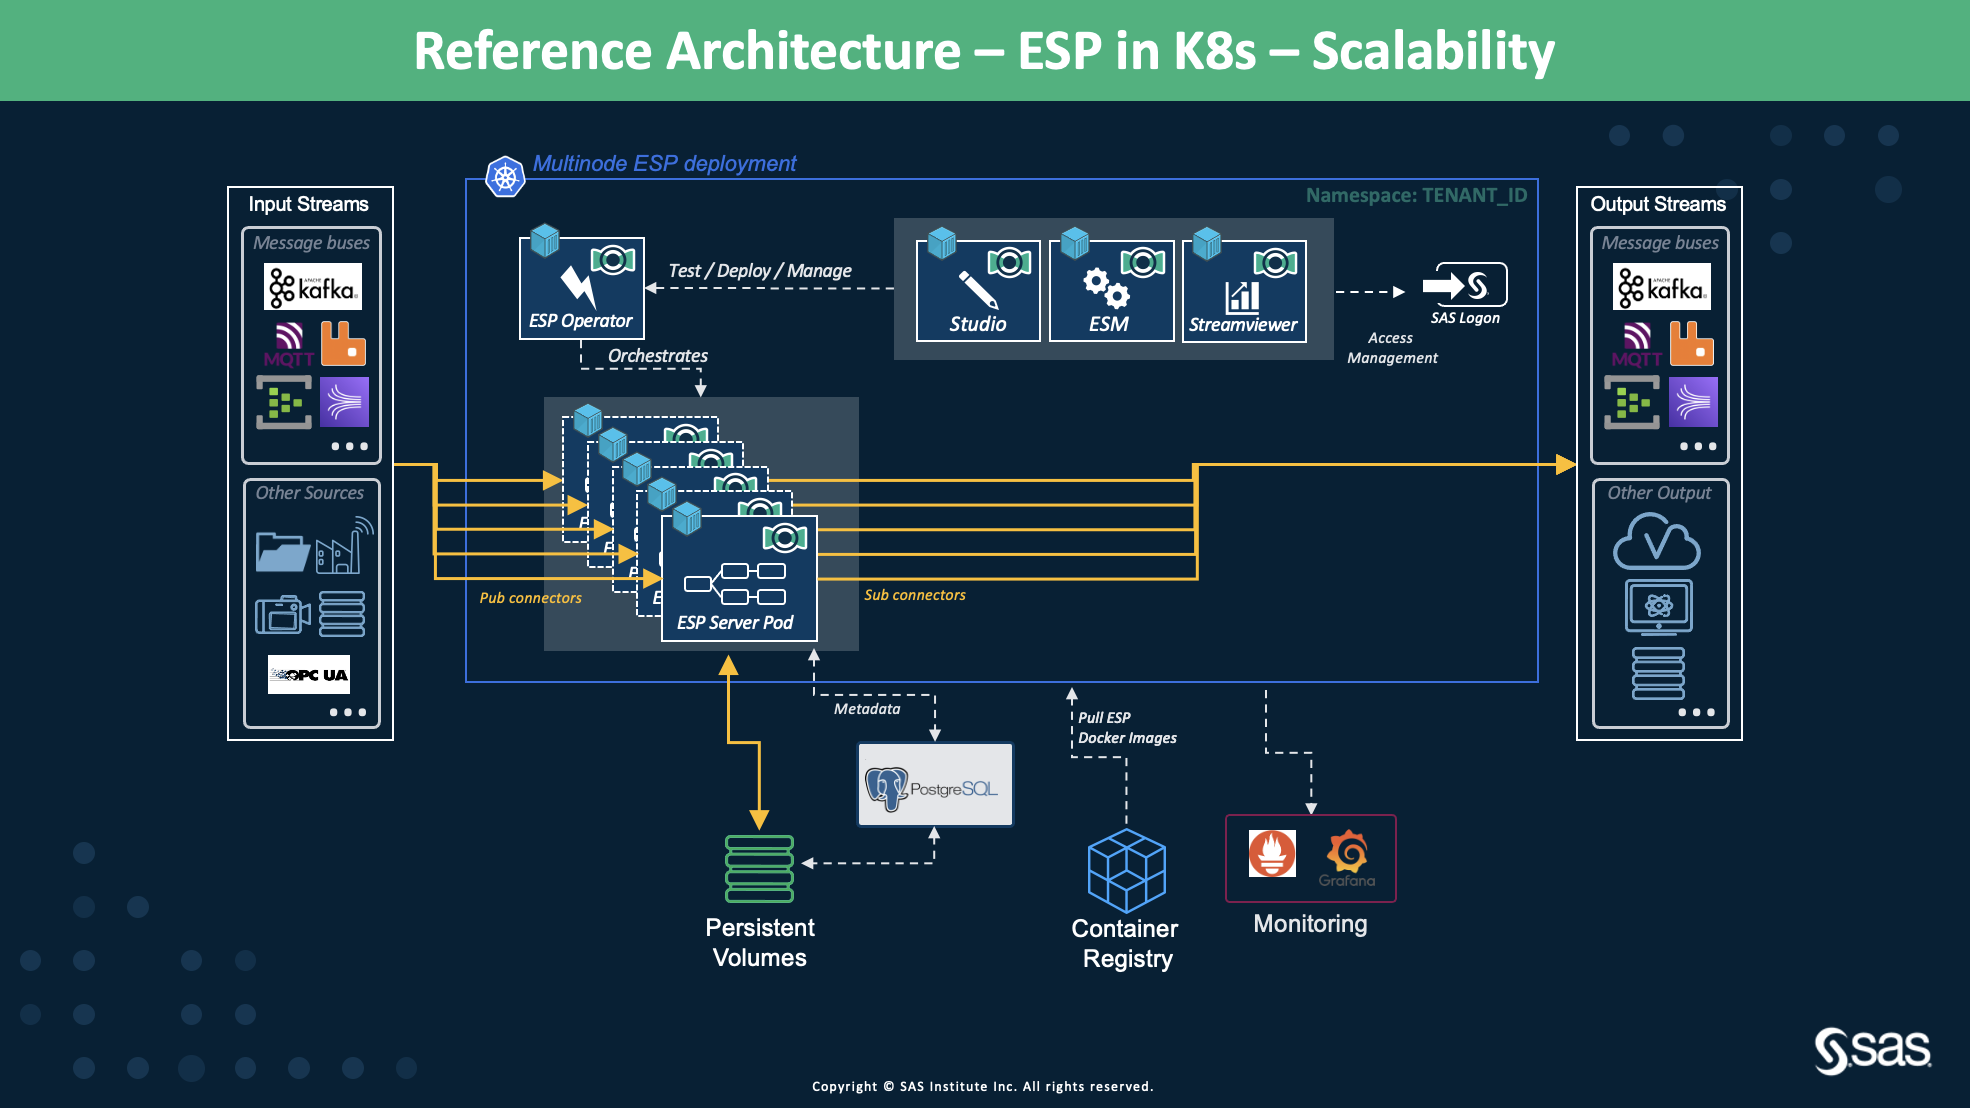 Reference Architecture – ESP in K8s – Scalability
Multinode ESP deployment
Namespace: TENANT_ID
Input Streams
Message buses
APACHE
kafka
MQTT
Other Sources
OPC UA
ESP Operator
Test / Deploy / Manage
Studio
ESM
Streamviewer
SAS Logon
Access
Management
Orchestrates
Pub connectors
ESP Server Pod
Sub connectors
Output Streams
Message buses
APACHE
kafka
MQTT
Other Output
Metadata
Pull ESP
Docker Images
PostgreSQL
Grafana
Persistent
Volumes
Container
Registry
Monitoring
sas
Copyright © SAS Institute Inc. All rights reserved.